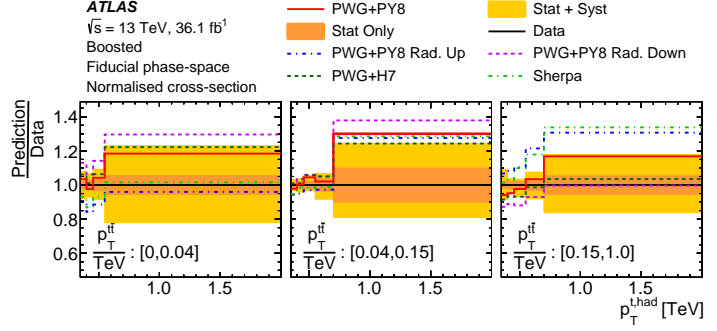 ATLAS
√s = 13 TeV, 36.1 fb⁻¹
Boosted
Fiducial phase-space
Normalised cross-section
PWG+PY8
Stat Only
PWG+PY8 Rad. Up
PWG+H7
Stat + Syst
Data
PWG+PY8 Rad. Down
Sherpa
Prediction
Data
1.4
1.2
1.0
0.8
0.6
p_T^{tt̄}
TeV : [0,0.04]
p_T^{tt̄}
TeV : [0.04,0.15]
p_T^{tt̄}
TeV : [0.15,1.0]
1.0 1.5 1.0 1.5 1.0 1.5
p_T^{t,had} [TeV]